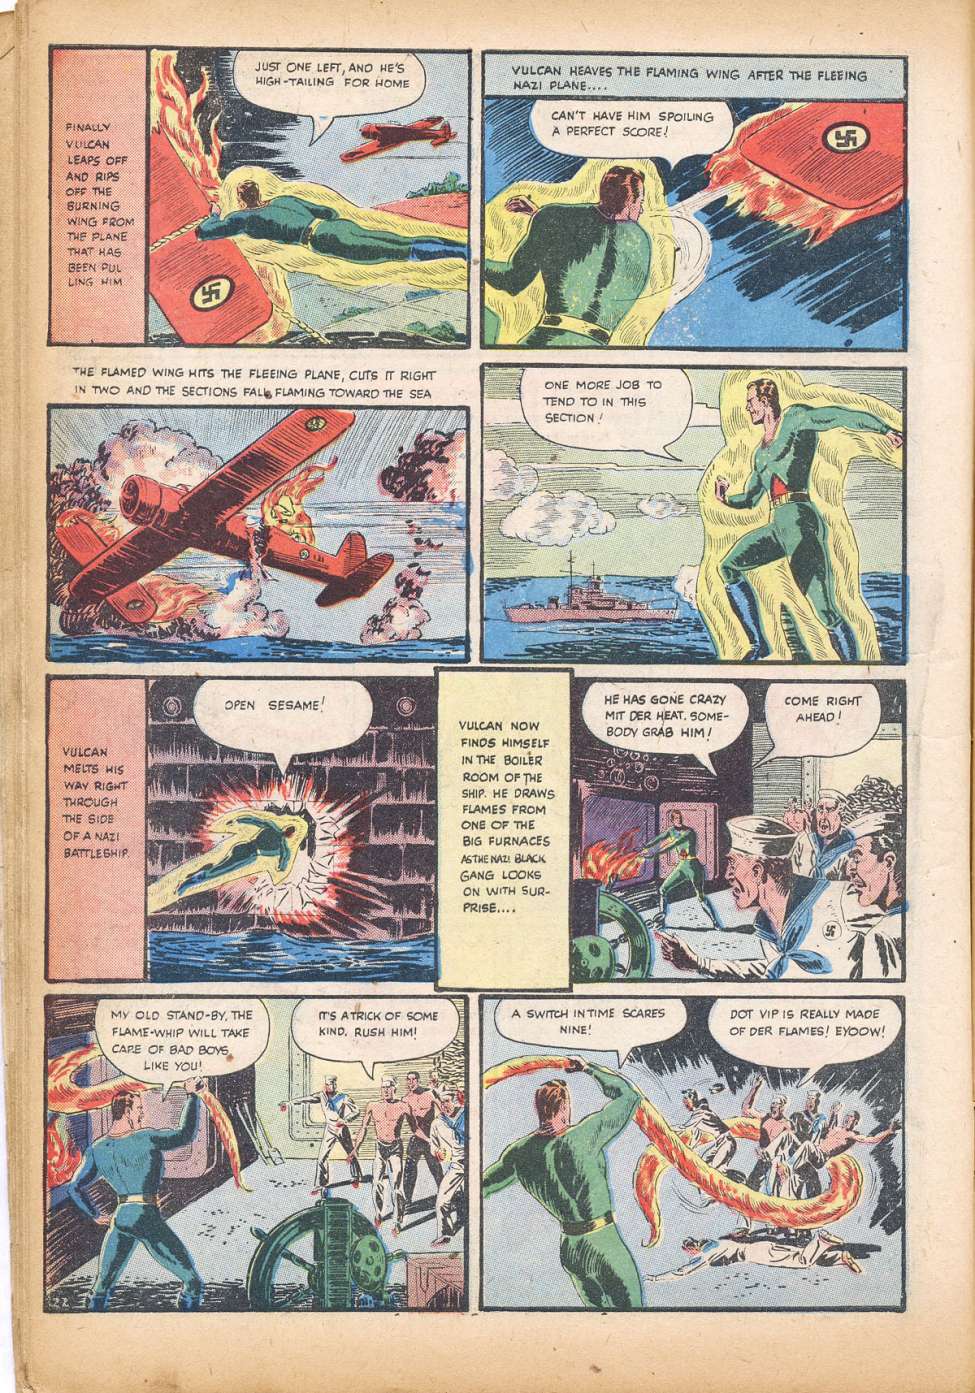 FINALLY
VULCAN
LEAPS OFF
AND RIPS
OFF THE
BURNING
WING FROM
THE PLANE
THAT HAS
BEEN PUL
LING HIM
JUST ONE LEFT, AND HE'S
HIGH-TAILING FOR HOME
VULCAN HEAVES THE FLAMING WING AFTER THE FLEEING
NAZI PLANE....
CAN'T HAVE HIM SPOILING
A PERFECT SCORE!
THE FLAMED WING HITS THE FLEEING PLANE, CUTS IT RIGHT
IN TWO AND THE SECTIONS FALL FLAMING TOWARD THE SEA
ONE MORE JOB TO
TEND TO IN THIS
SECTION!
VULCAN
MELTS HIS
WAY RIGHT
THROUGH
THE SIDE
OF A NAZI
BATTLESHIP.
OPEN SESAME!
VULCAN NOW
FINDS HIMSELF
IN THE BOILER
ROOM OF THE
SHIP. HE DRAWS
FLAMES FROM
ONE OF THE
BIG FURNACES
AS THE NAZI BLACK
GANG LOOKS
ON WITH SUR-
PRISE....
HE HAS GONE CRAZY
MIT DER HEAT. SOME-
BODY GRAB HIM!
COME RIGHT
AHEAD!
MY OLD STAND-BY, THE
FLAME-WHIP WILL TAKE
CARE OF BAD BOYS
LIKE YOU!
IT'S A TRICK OF SOME
KIND. RUSH HIM!
22
A SWITCH IN TIME SCARES
NINE!
DOT VIP IS REALLY MADE
OF DER FLAMES! EYOOW!